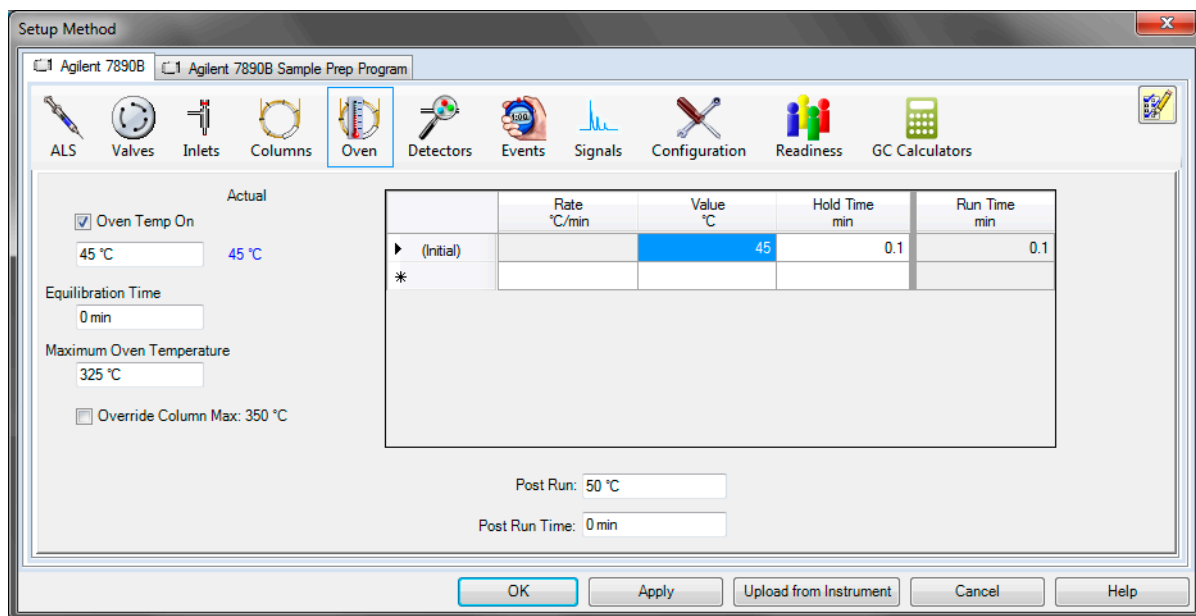 Setup Method
Agilent 7890B Agilent 7890B Sample Prep Program
ALS Valves Inlets Columns Oven Detectors Events Signals Configuration Readiness GC Calculators
Actual
Oven Temp On
45 °C 45 °C
Equilibration Time
0 min
Maximum Oven Temperature
325 °C
Override Column Max: 350 °C
Rate Value Hold Time Run Time
°C/min °C min min
(Initial) 45 0.1 0.1
Post Run: 50 °C
Post Run Time: 0 min
OK Apply Upload from Instrument Cancel Help